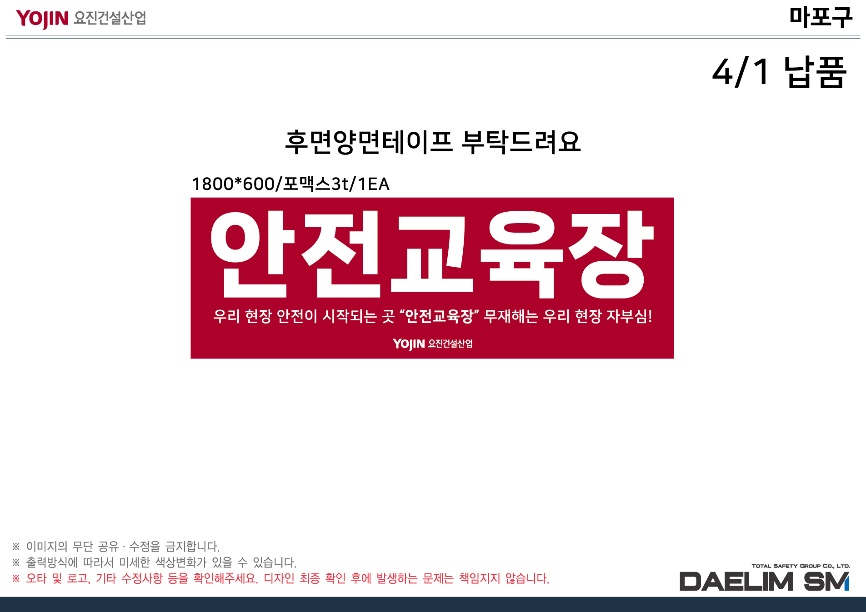 YOJIN 요진건설산업
마포구
4/1 납품
후면양면테이프 부탁드려요
1800*600/포맥스3t/1EA
안전교육장
우리 현장 안전이 시작되는 곳 “안전교육장” 무재해는 우리 현장 자부심!
YOJIN 요진건설산업
※ 이미지의 무단 공유 · 수정을 금지합니다.
※ 출력방식에 따라서 미세한 색상변화가 있을 수 있습니다.
※ 오타 및 로고, 기타 수정사항 등을 확인해주세요. 디자인 최종 확인 후에 발생하는 문제는 책임지지 않습니다.
TOTAL SAFETY GROUP CO., LTD.
DAELIM SM